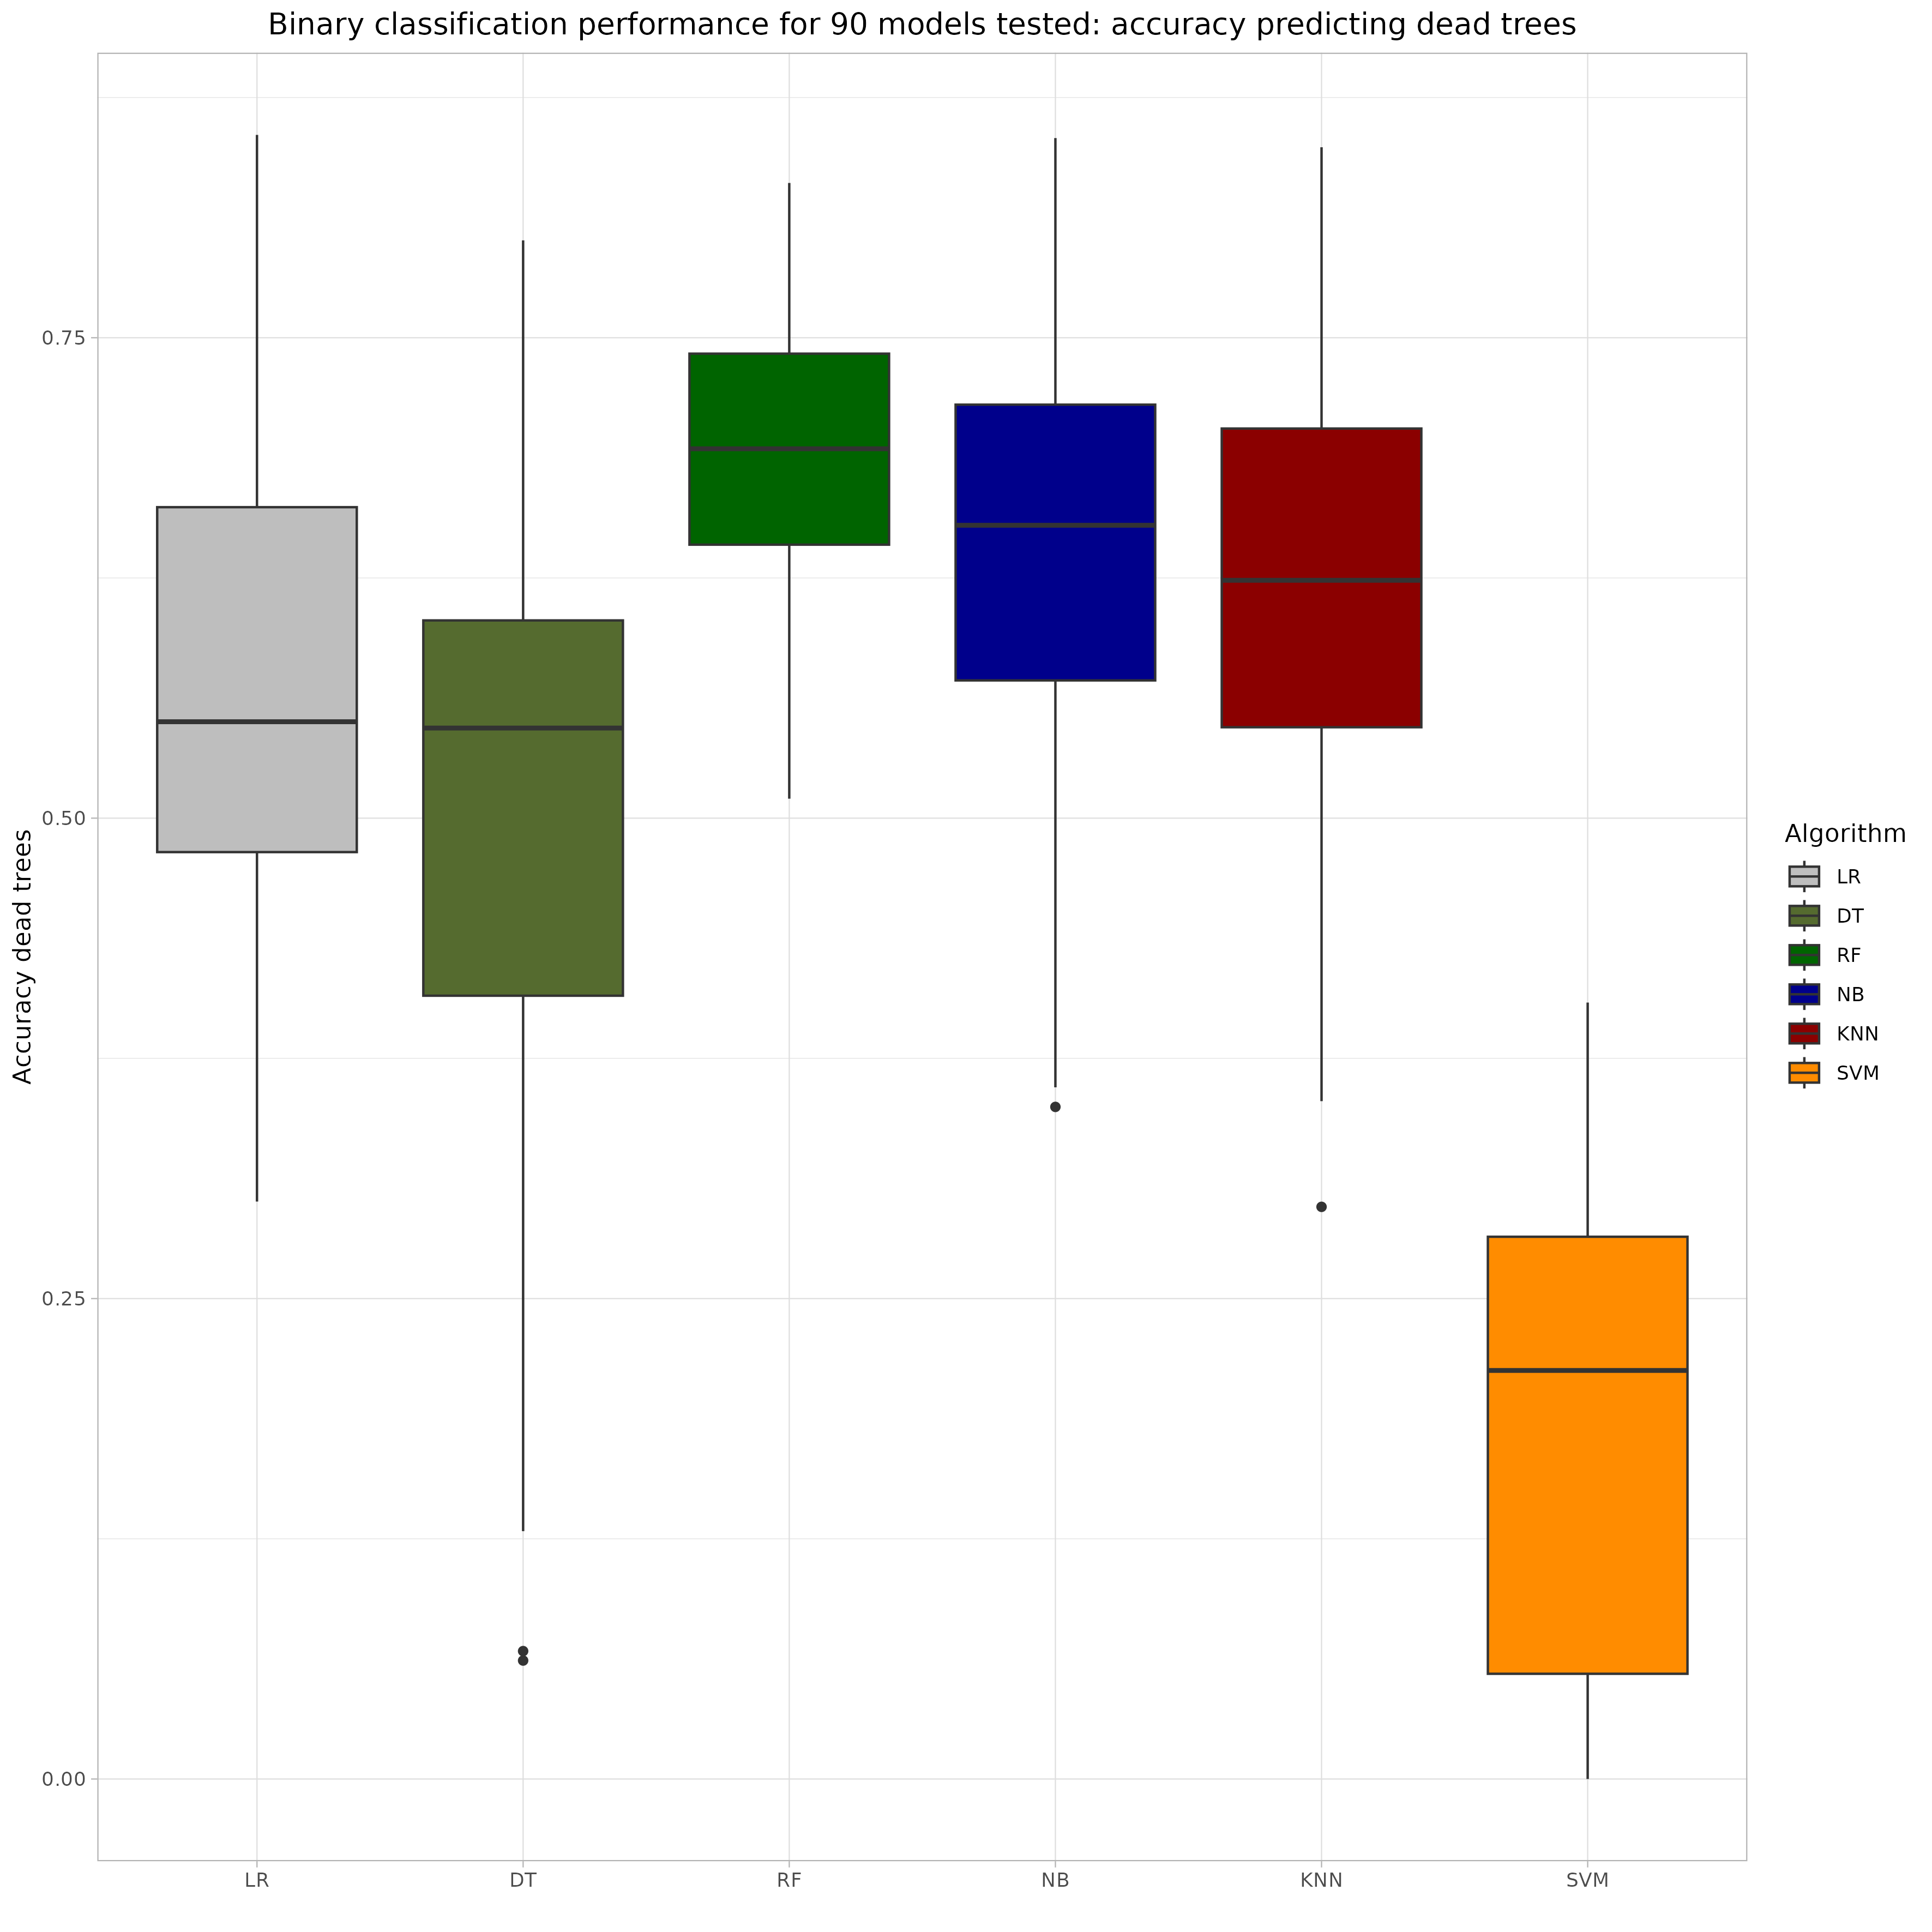 Binary classification performance for 90 models tested: accuracy predicting dead trees
Accuracy dead trees
0.75
0.50
0.25
0.00
LR
DT
RF
NB
KNN
SVM
Algorithm
LR
DT
RF
NB
KNN
SVM